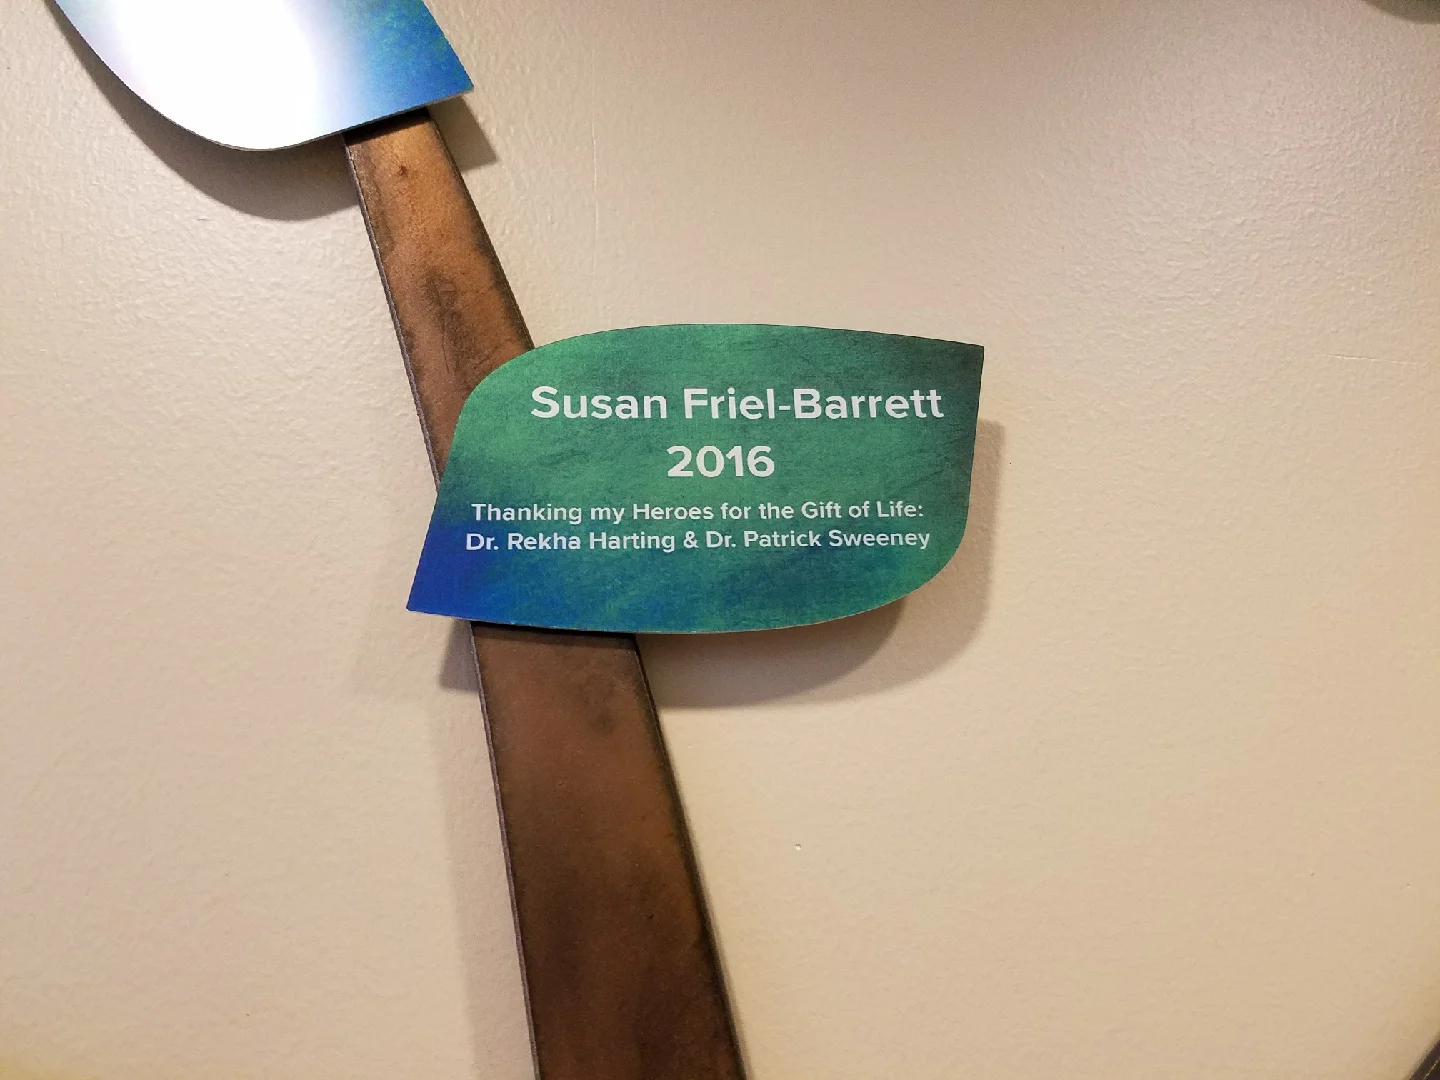 Susan Friel-Barrett
2016
Thanking my Heroes for the Gift of Life:
Dr. Rekha Harting & Dr. Patrick Sweeney